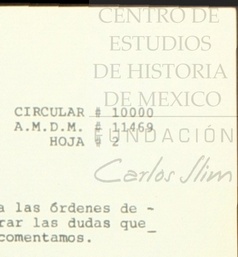 CENTRO DE
ESTUDIOS
DE HISTORIA
DE MEXICO
CIRCULAR # 10000
A.M.D.M. # 11469
FUNDACIÓN
HOJA # 2
Carlos Slim
a las órdenes de -
rar las dudas que_
comentamos.